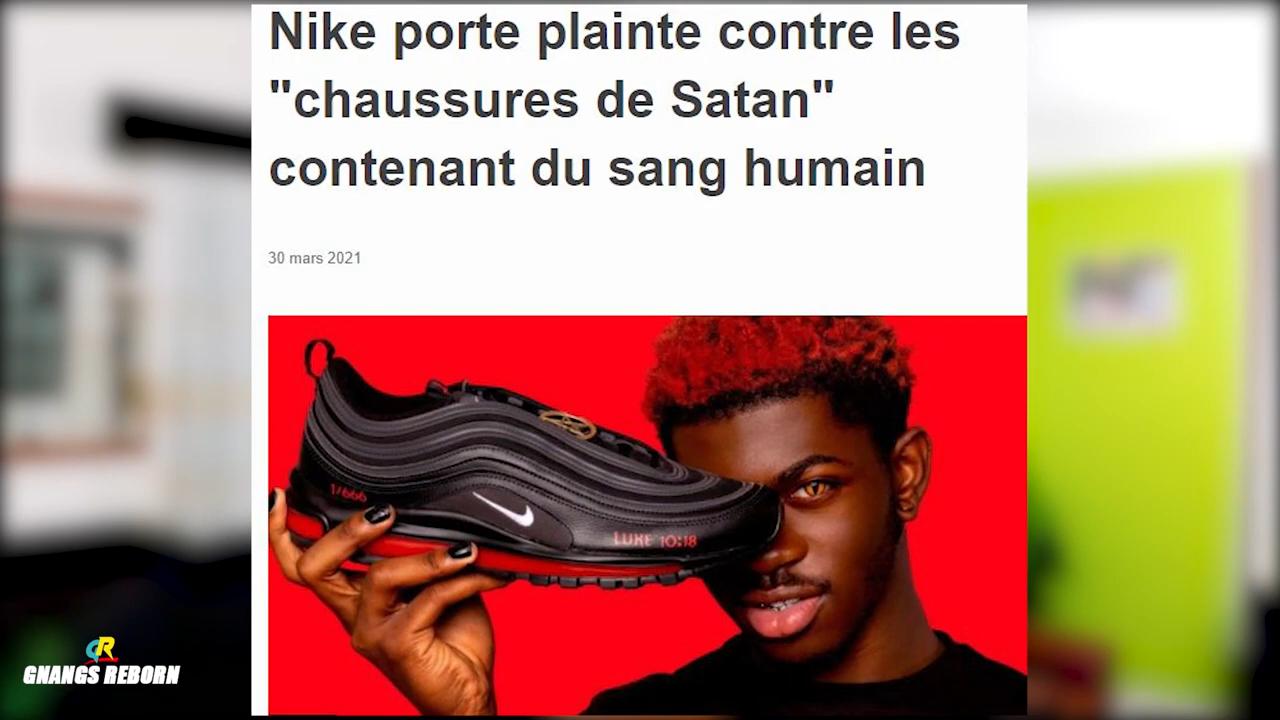 Nike porte plainte contre les
"chaussures de Satan"
contenant du sang humain
30 mars 2021
1/666
LUKE 10:18
GR
GNANGS REBORN